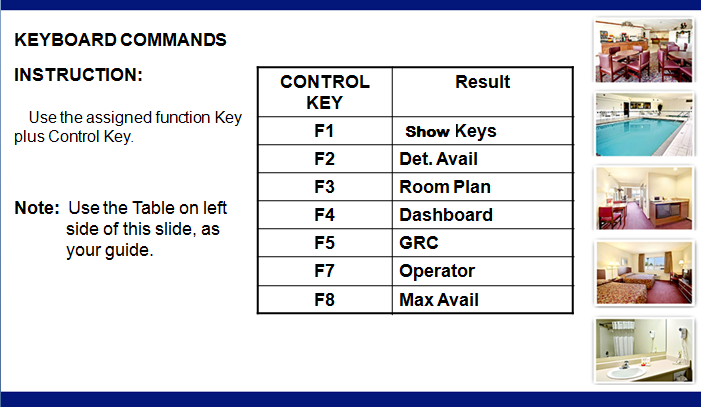 KEYBOARD COMMANDS
INSTRUCTION:
Use the assigned function Key
plus Control Key.
Note: Use the Table on left
side of this slide, as
your guide.
CONTROL KEY Result
F1 Show Keys
F2 Det. Avail
F3 Room Plan
F4 Dashboard
F5 GRC
F7 Operator
F8 Max Avail